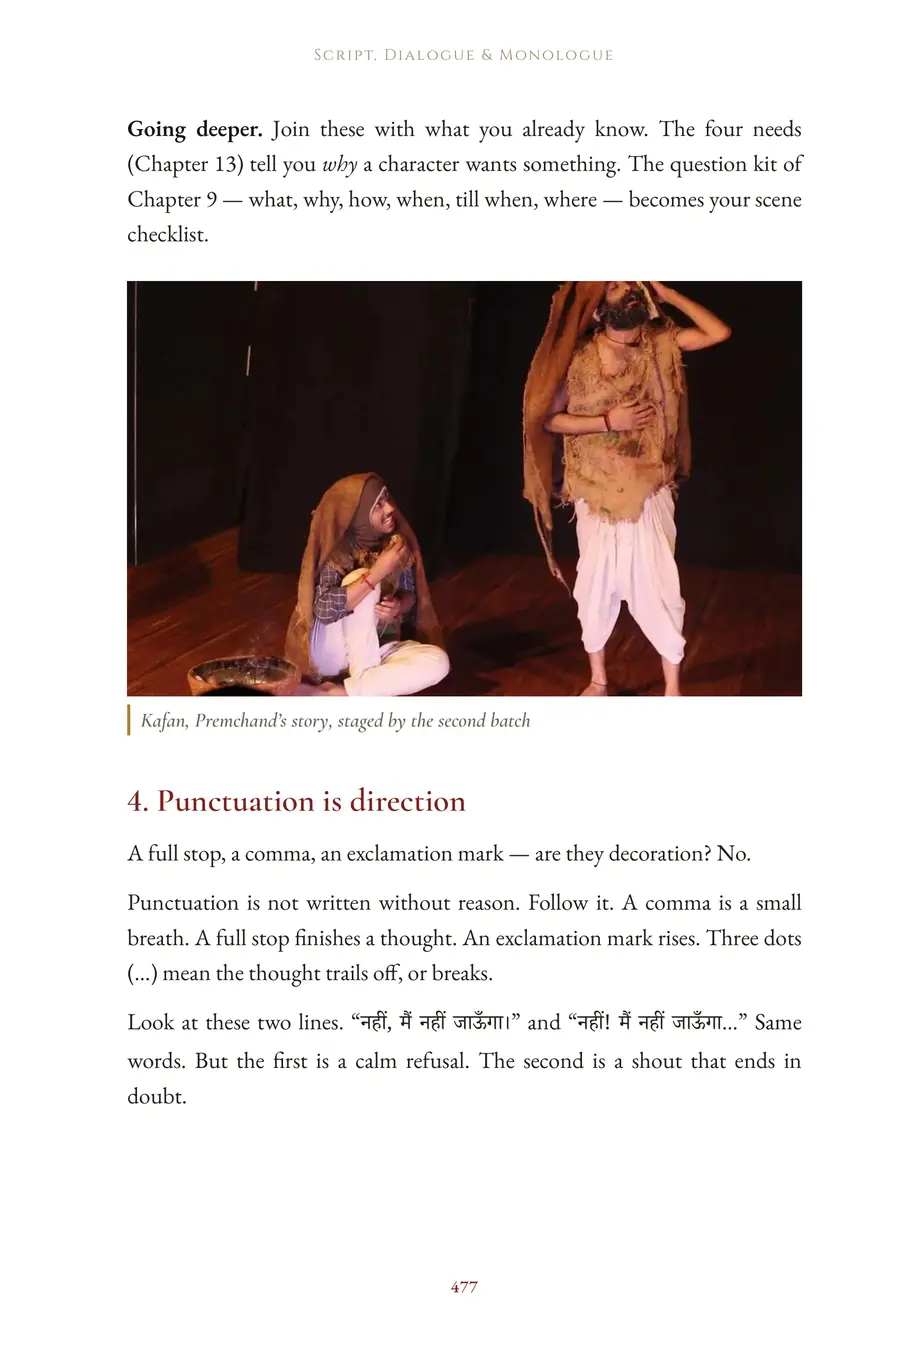 SCRIPT, DIALOGUE & MONOLOGUE
Going deeper. Join these with what you already know. The four needs
(Chapter 13) tell you why a character wants something. The question kit of
Chapter 9 — what, why, how, when, till when, where — becomes your scene
checklist.
Kafan, Premchand’s story, staged by the second batch
4. Punctuation is direction
A full stop, a comma, an exclamation mark — are they decoration? No.
Punctuation is not written without reason. Follow it. A comma is a small
breath. A full stop finishes a thought. An exclamation mark rises. Three dots
(…) mean the thought trails off, or breaks.
Look at these two lines. “नहीं, मैं नहीं जाऊँगा।” and “नहीं! मैं नहीं जाऊँगा…” Same
words. But the first is a calm refusal. The second is a shout that ends in
doubt.
477